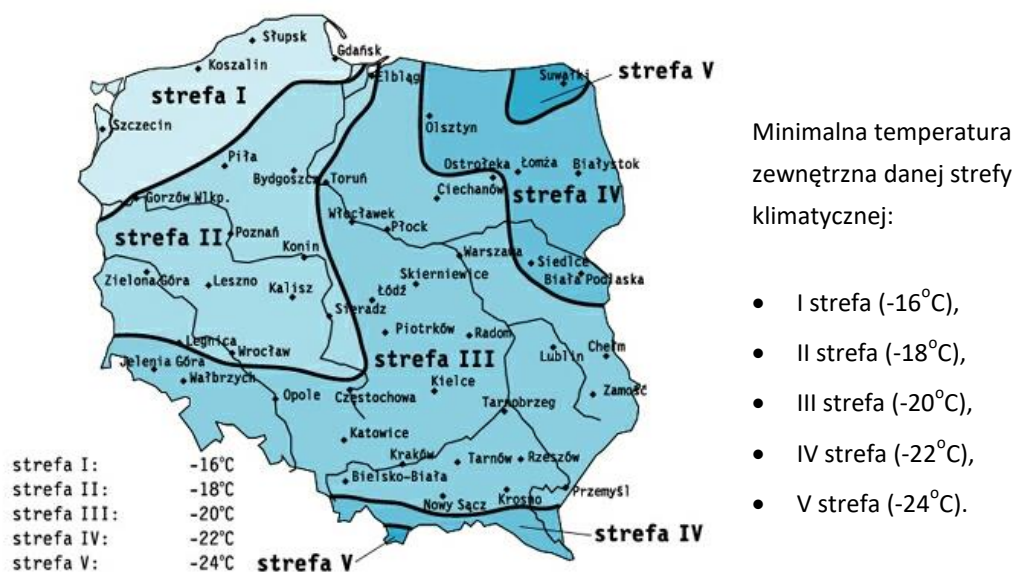 Słupsk
Gdańsk
Koszalin
Elbląg
Suwałki
strefa V
strefa I
Szczecin
Olsztyn
Piła
Ostrołęka
Łomża
Białystok
Bydgoszcz
Toruń
Ciechanów
strefa IV
Gorzów Wlkp.
Włocławek
Płock
strefa II
Poznań
Konin
Warszawa
Siedlce
Biała Podlaska
Zielona Góra
Leszno
Kalisz
Skierniewice
Łódź
Sieradz
Piotrków
Radom
Legnica
Wrocław
strefa III
Lublin
Chełm
Jelenia Góra
Wałbrzych
Opole
Częstochowa
Kielce
Zamość
Tarnobrzeg
Katowice
Kraków
Tarnów
Rzeszów
Bielsko-Biała
Nowy Sącz
Krosno
Przemyśl
strefa IV
strefa V
strefa I: -16°C
strefa II: -18°C
strefa III: -20°C
strefa IV: -22°C
strefa V: -24°C
Minimalna temperatura
zewnętrzna danej strefy
klimatycznej:
• I strefa (-16°C),
• II strefa (-18°C),
• III strefa (-20°C),
• IV strefa (-22°C),
• V strefa (-24°C).